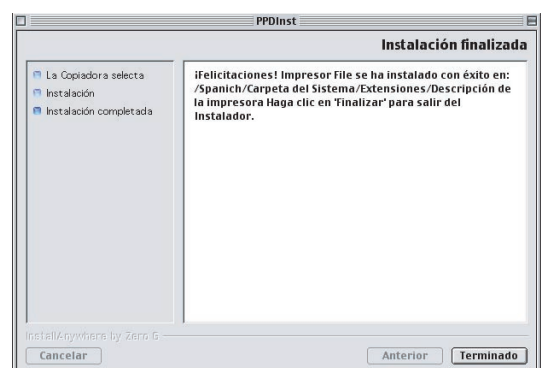 PPDInst
Instalación finalizada
La Copiadora selecta
Instalación
Instalación completada
¡Felicitaciones! Impresor File se ha instalado con éxito en:
/Spanich/Carpeta del Sistema/Extensiones/Descripción de
la impresora Haga clic en 'Finalizar' para salir del
Instalador.
InstallAnywhere by Zero G
Cancelar
Anterior
Terminado